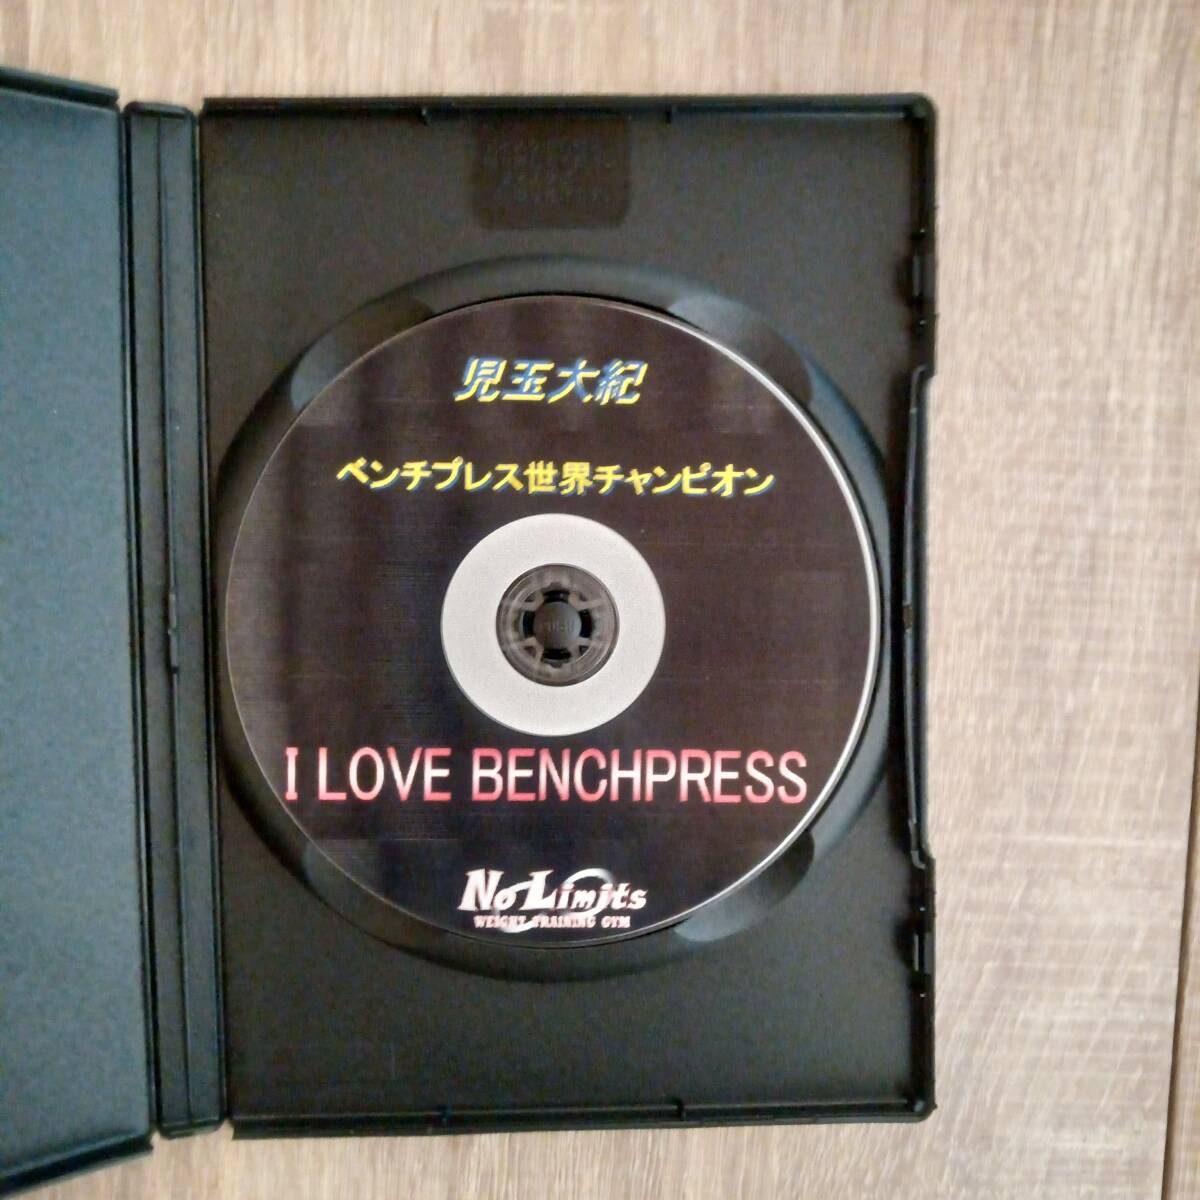 児玉大紀
ベンチプレス世界チャンピオン
I LOVE BENCHPRESS
No Limits
WEIGHT TRAINING GYM